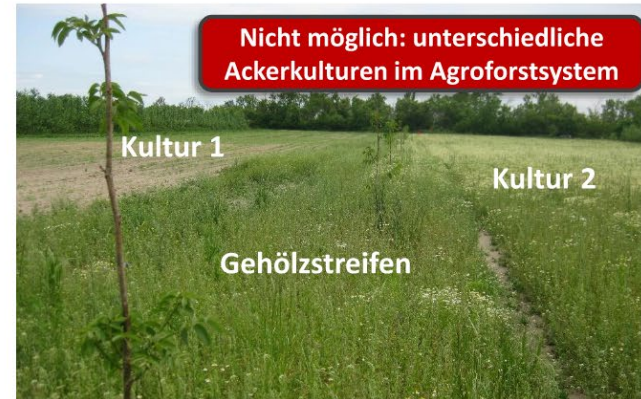 Nicht möglich: unterschiedliche
Ackerkulturen im Agroforstsystem
Kultur 1
Kultur 2
Gehölzstreifen